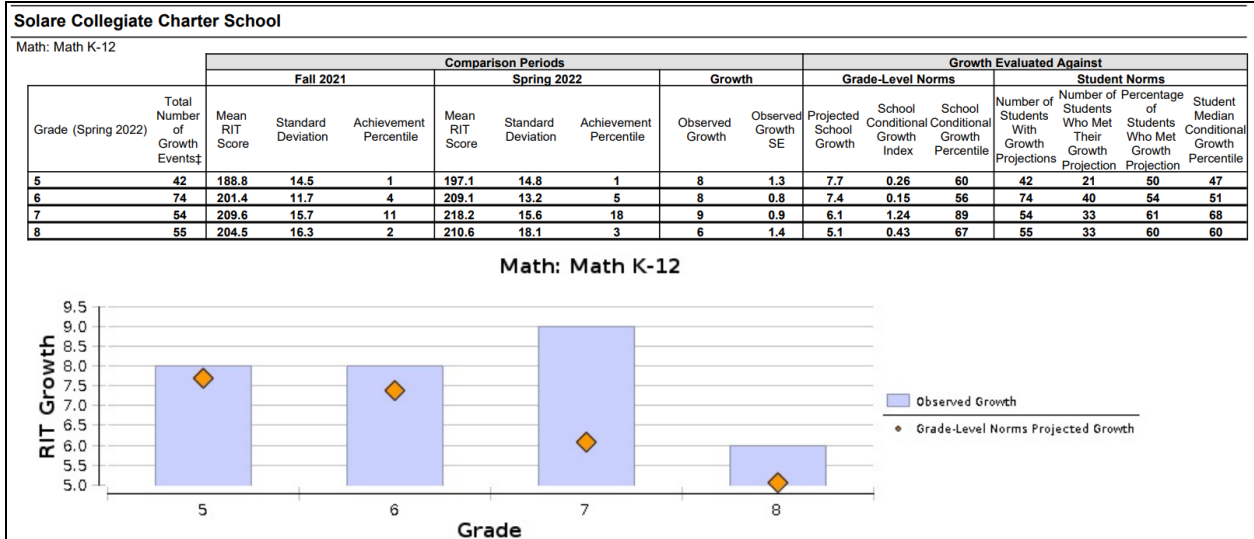 Solare Collegiate Charter School
Math: Math K-12
Comparison Periods Growth Evaluated Against
Fall 2021 Spring 2022 Growth Grade-Level Norms Student Norms
Grade (Spring 2022) Total Number of Growth Events‡ Mean RIT Score Standard Deviation Achievement Percentile Mean RIT Score Standard Deviation Achievement Percentile Observed Growth Observed Growth SE Projected School Growth School Conditional Growth Index School Conditional Growth Percentile Number of Students With Growth Projections Number of Students Who Met Their Growth Projection Percentage of Students Who Met Growth Projection Student Median Conditional Growth Percentile
5 42 188.8 14.5 1 197.1 14.8 1 8 1.3 7.7 0.26 60 42 21 50 47
6 74 201.4 11.7 4 209.1 13.2 5 8 0.8 7.4 0.15 56 74 40 54 51
7 54 209.6 15.7 11 218.2 15.6 18 9 0.9 6.1 1.24 89 54 33 61 68
8 55 204.5 16.3 2 210.6 18.1 3 6 1.4 5.1 0.43 67 55 33 60 60
Math: Math K-12
RIT Growth
9.5
9.0
8.5
8.0
7.5
7.0
6.5
6.0
5.5
5.0
5 6 7 8
Grade
Observed Growth
Grade-Level Norms Projected Growth